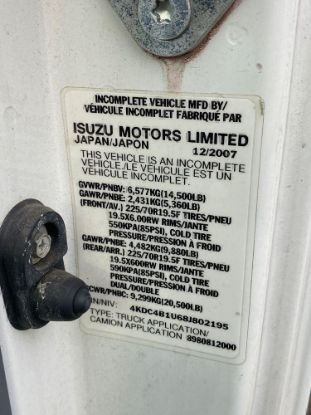 INCOMPLETE VEHICLE MFD BY/
VÉHICULE INCOMPLET FABRIQUÉ PAR
ISUZU MOTORS LIMITED
JAPAN/JAPON 12/2007
THIS VEHICLE IS AN INCOMPLETE
VEHICLE./LE VÉHICULE EST UN
VÉHICULE INCOMPLET.
GVWR/PNBV: 6,577KG(14,500LB)
GAWR/PNBE: 2,431KG(5,360LB)
(FRONT/AV.) 225/70R19.5F TIRES/PNEU
19.5X6.00RW RIMS/JANTE
550KPA(85PSI), COLD TIRE
PRESSURE/PRESSION À FROID
GAWR/PNBE: 4,482KG(9,880LB)
(REAR/ARR.) 225/70R19.5F TIRES/PNEU
19.5X600RW RIMS/JANTE
590KPA(85PSI), COLD TIRE
PRESSURE/PRESSION À FROID
DUAL/DOUBLE
GCWR/PNBC: 9,299KG(20,500LB)
VIN/NIV: 4KDC4B1U68J802195
TYPE: TRUCK APPLICATION/
CAMION APPLICATION 8980812000